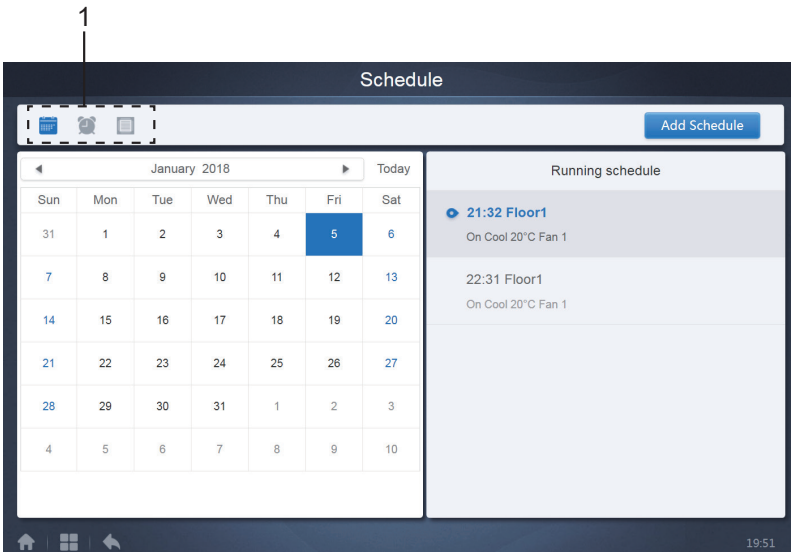 1
Schedule
Add Schedule
January 2018 Today
Sun Mon Tue Wed Thu Fri Sat
31 1 2 3 4 5 6
7 8 9 10 11 12 13
14 15 16 17 18 19 20
21 22 23 24 25 26 27
28 29 30 31 1 2 3
4 5 6 7 8 9 10
Running schedule
21:32 Floor1
On Cool 20°C Fan 1
22:31 Floor1
On Cool 20°C Fan 1
19:51